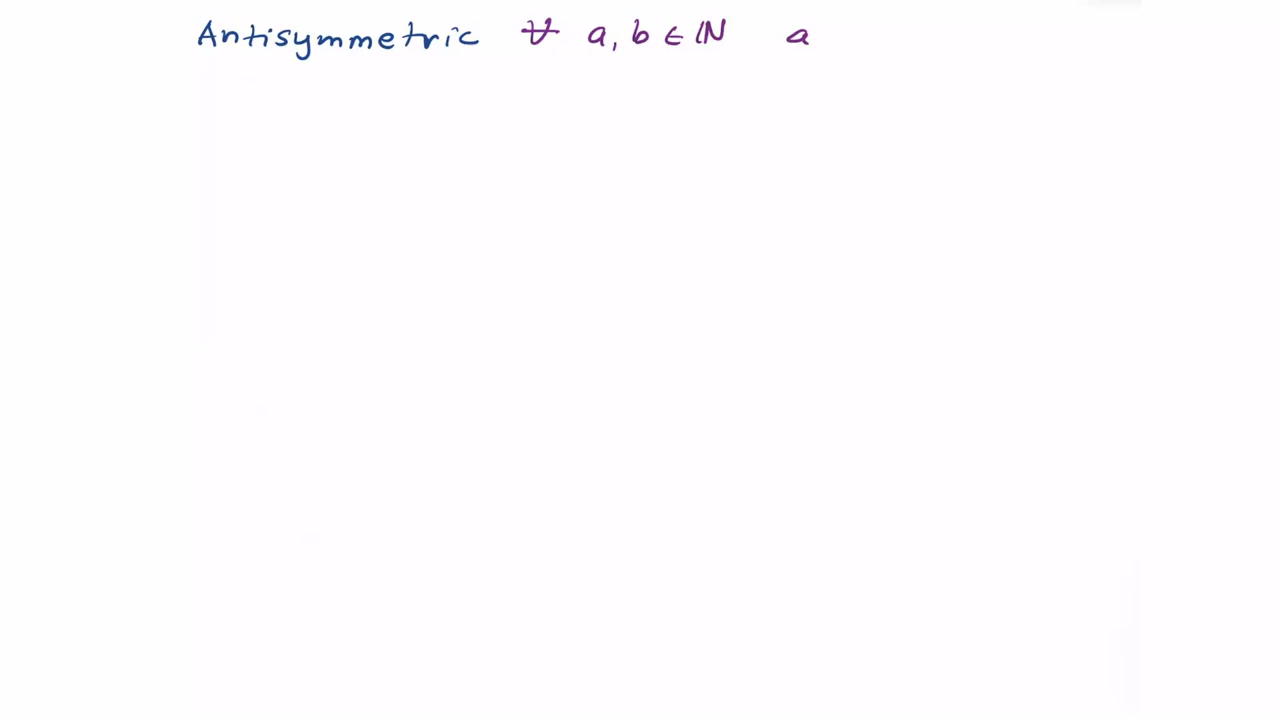 Antisymmetric ∀ a, b ∈ ℕ a